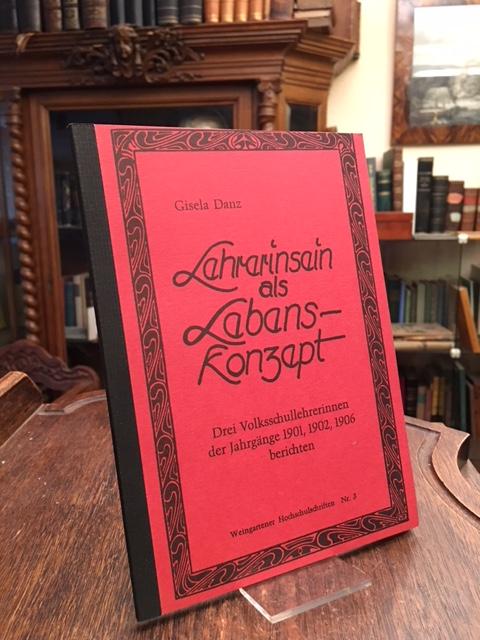 Gisela Danz
Lehrerinsein
als
Lebens-
konzept
Drei Volksschullehrerinnen
der Jahrgänge 1901, 1902, 1906
berichten
Weingartener Hochschulschriften Nr. 3